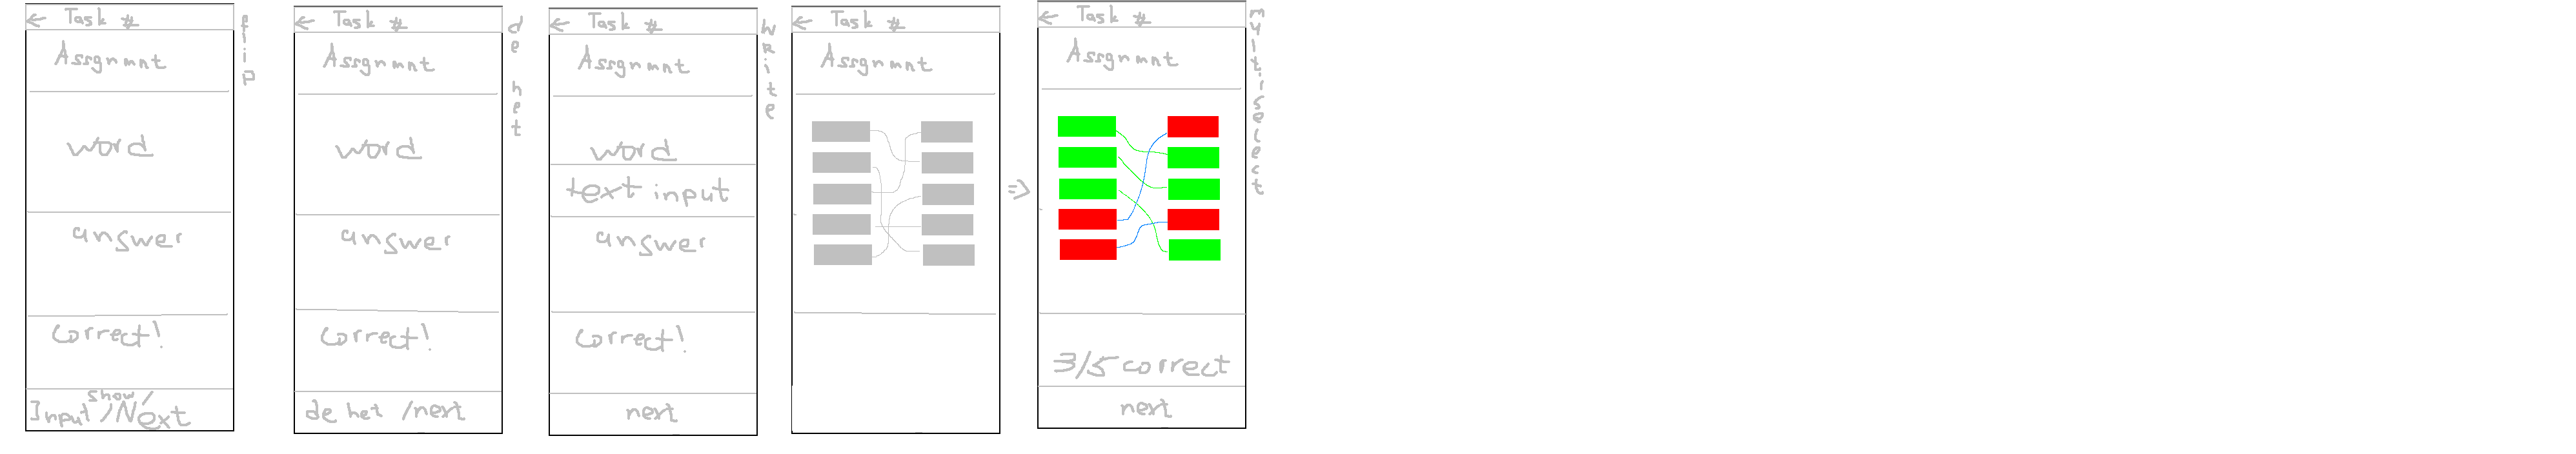 ← Task #
Assgnmnt
word
answer
Correct!
show/
Input/Next
flip
← Task #
Assgnmnt
word
answer
Correct!
de het /next
de het
← Task #
Assgnmnt
word
text input
answer
Correct!
next
Write
← Task #
Assgnmnt
=>
← Task #
Assgnmnt
3/5 correct
next